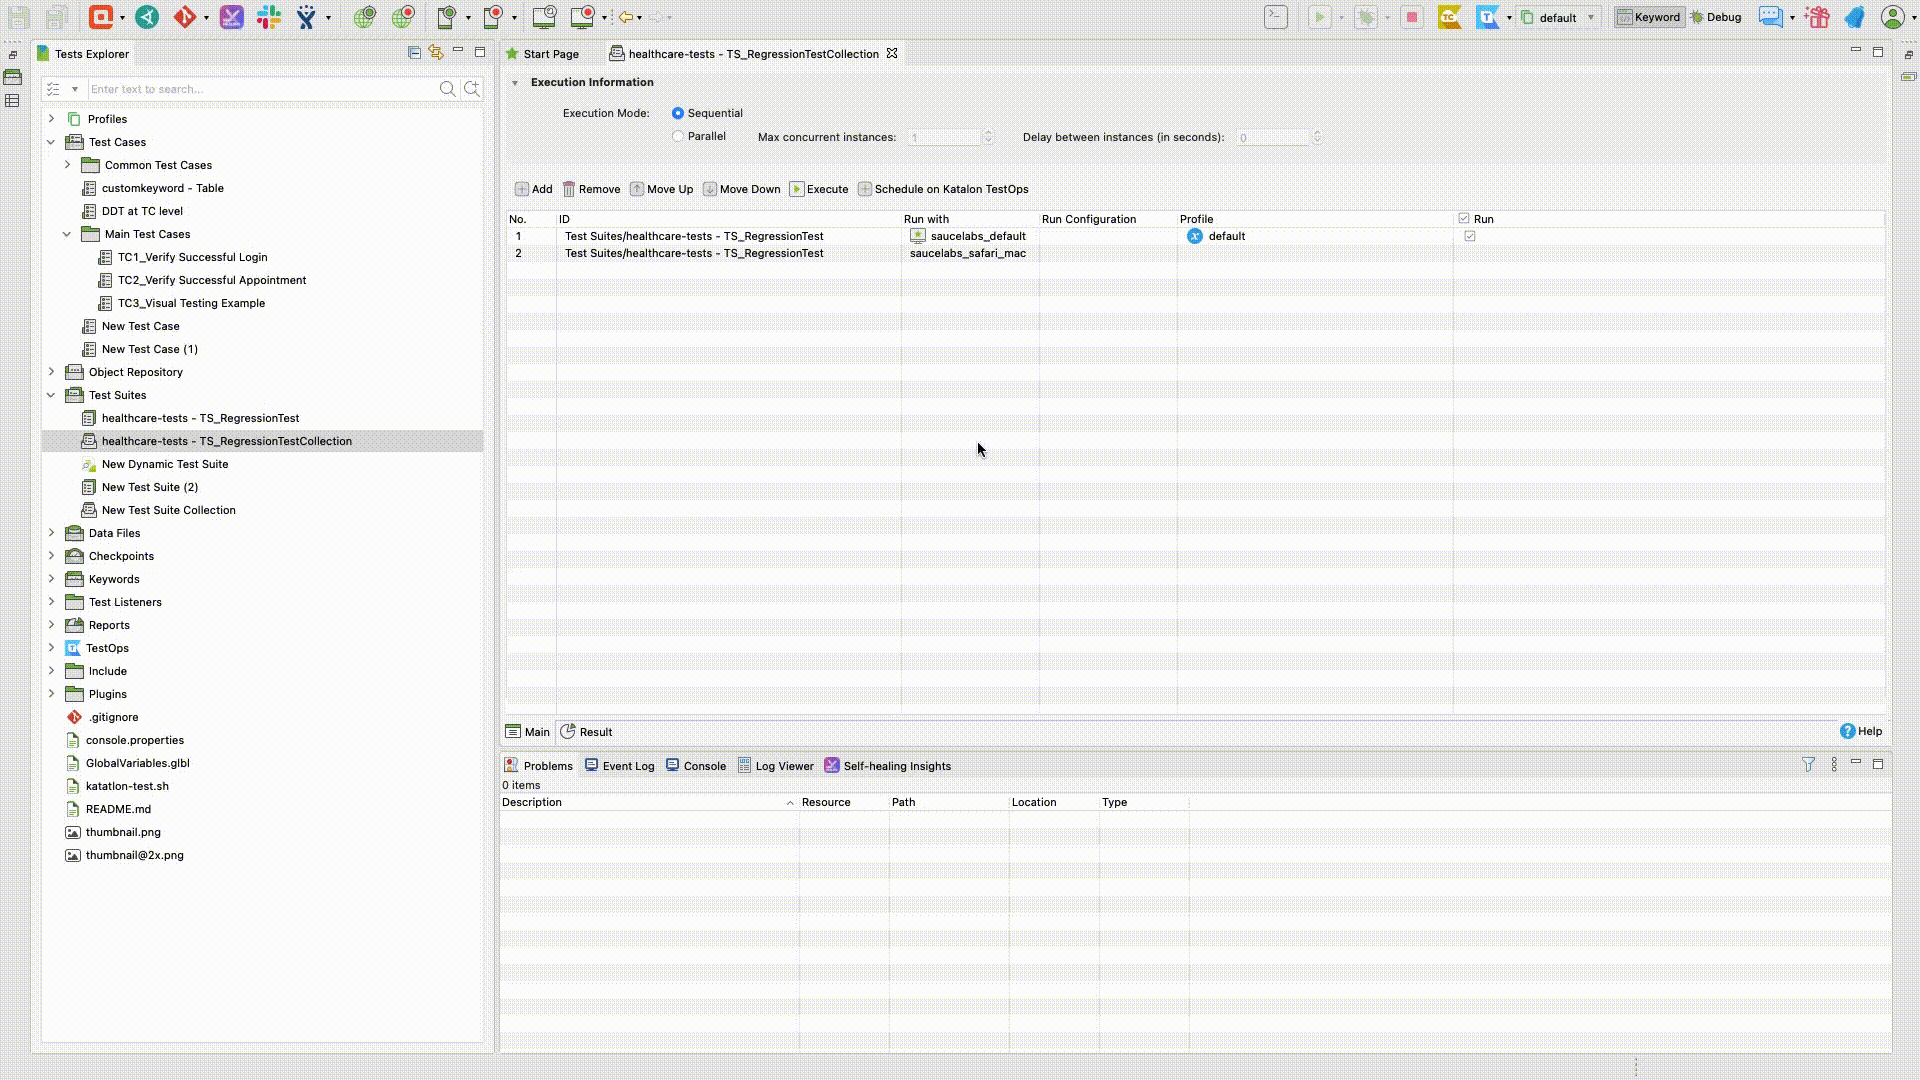 default
Keyword
Debug
Tests Explorer
Start Page
healthcare-tests - TS_RegressionTestCollection
Enter text to search...
Profiles
Test Cases
Common Test Cases
customkeyword - Table
DDT at TC level
Main Test Cases
TC1_Verify Successful Login
TC2_Verify Successful Appointment
TC3_Visual Testing Example
New Test Case
New Test Case (1)
Object Repository
Test Suites
healthcare-tests - TS_RegressionTest
healthcare-tests - TS_RegressionTestCollection
New Dynamic Test Suite
New Test Suite (2)
New Test Suite Collection
Data Files
Checkpoints
Keywords
Test Listeners
Reports
TestOps
Include
Plugins
.gitignore
console.properties
GlobalVariables.glbl
katatlon-test.sh
README.md
thumbnail.png
thumbnail@2x.png
Execution Information
Execution Mode: Sequential
Parallel Max concurrent instances: 1 Delay between instances (in seconds): 0
Add Remove Move Up Move Down Execute Schedule on Katalon TestOps
No. ID Run with Run Configuration Profile Run
1 Test Suites/healthcare-tests - TS_RegressionTest saucelabs_default default
2 Test Suites/healthcare-tests - TS_RegressionTest saucelabs_safari_mac
Main Result Help
Problems Event Log Console Log Viewer Self-healing Insights
0 items
Description Resource Path Location Type